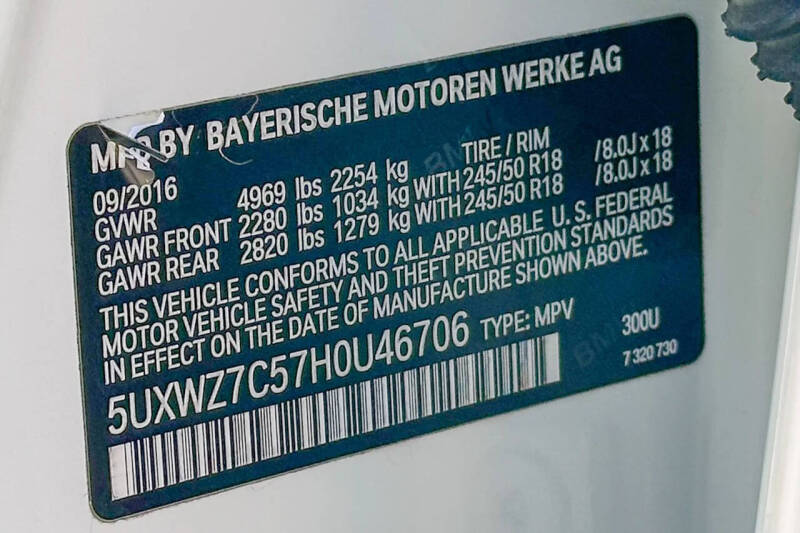 MFD BY BAYERISCHE MOTOREN WERKE AG
09/2016 TIRE / RIM
GVWR 4969 lbs 2254 kg
GAWR FRONT 2280 lbs 1034 kg WITH 245/50 R18 /8.0J x 18
GAWR REAR 2820 lbs 1279 kg WITH 245/50 R18 /8.0J x 18
THIS VEHICLE CONFORMS TO ALL APPLICABLE U.S. FEDERAL
MOTOR VEHICLE SAFETY AND THEFT PREVENTION STANDARDS
IN EFFECT ON THE DATE OF MANUFACTURE SHOWN ABOVE.
5UXWZ7C57H0U46706 TYPE: MPV 300U
7 320 730